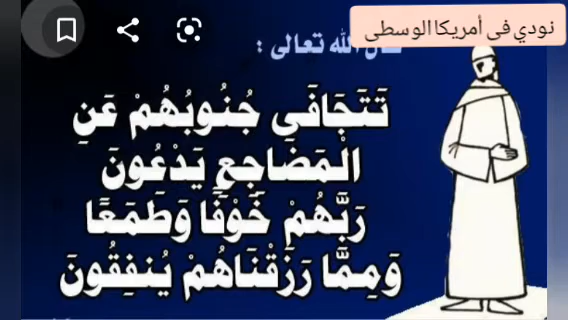 نودي فى أمريكا الوسطى
الله تعالى :
تَتَجَافَى جُنُوبُهُمْ عَنِ
الْمَضَاجِعِ يَدْعُونَ
رَبَّهُمْ خَوْفًا وَطَمَعًا
وَمِمَّا رَزَقْنَاهُمْ يُنفِقُونَ